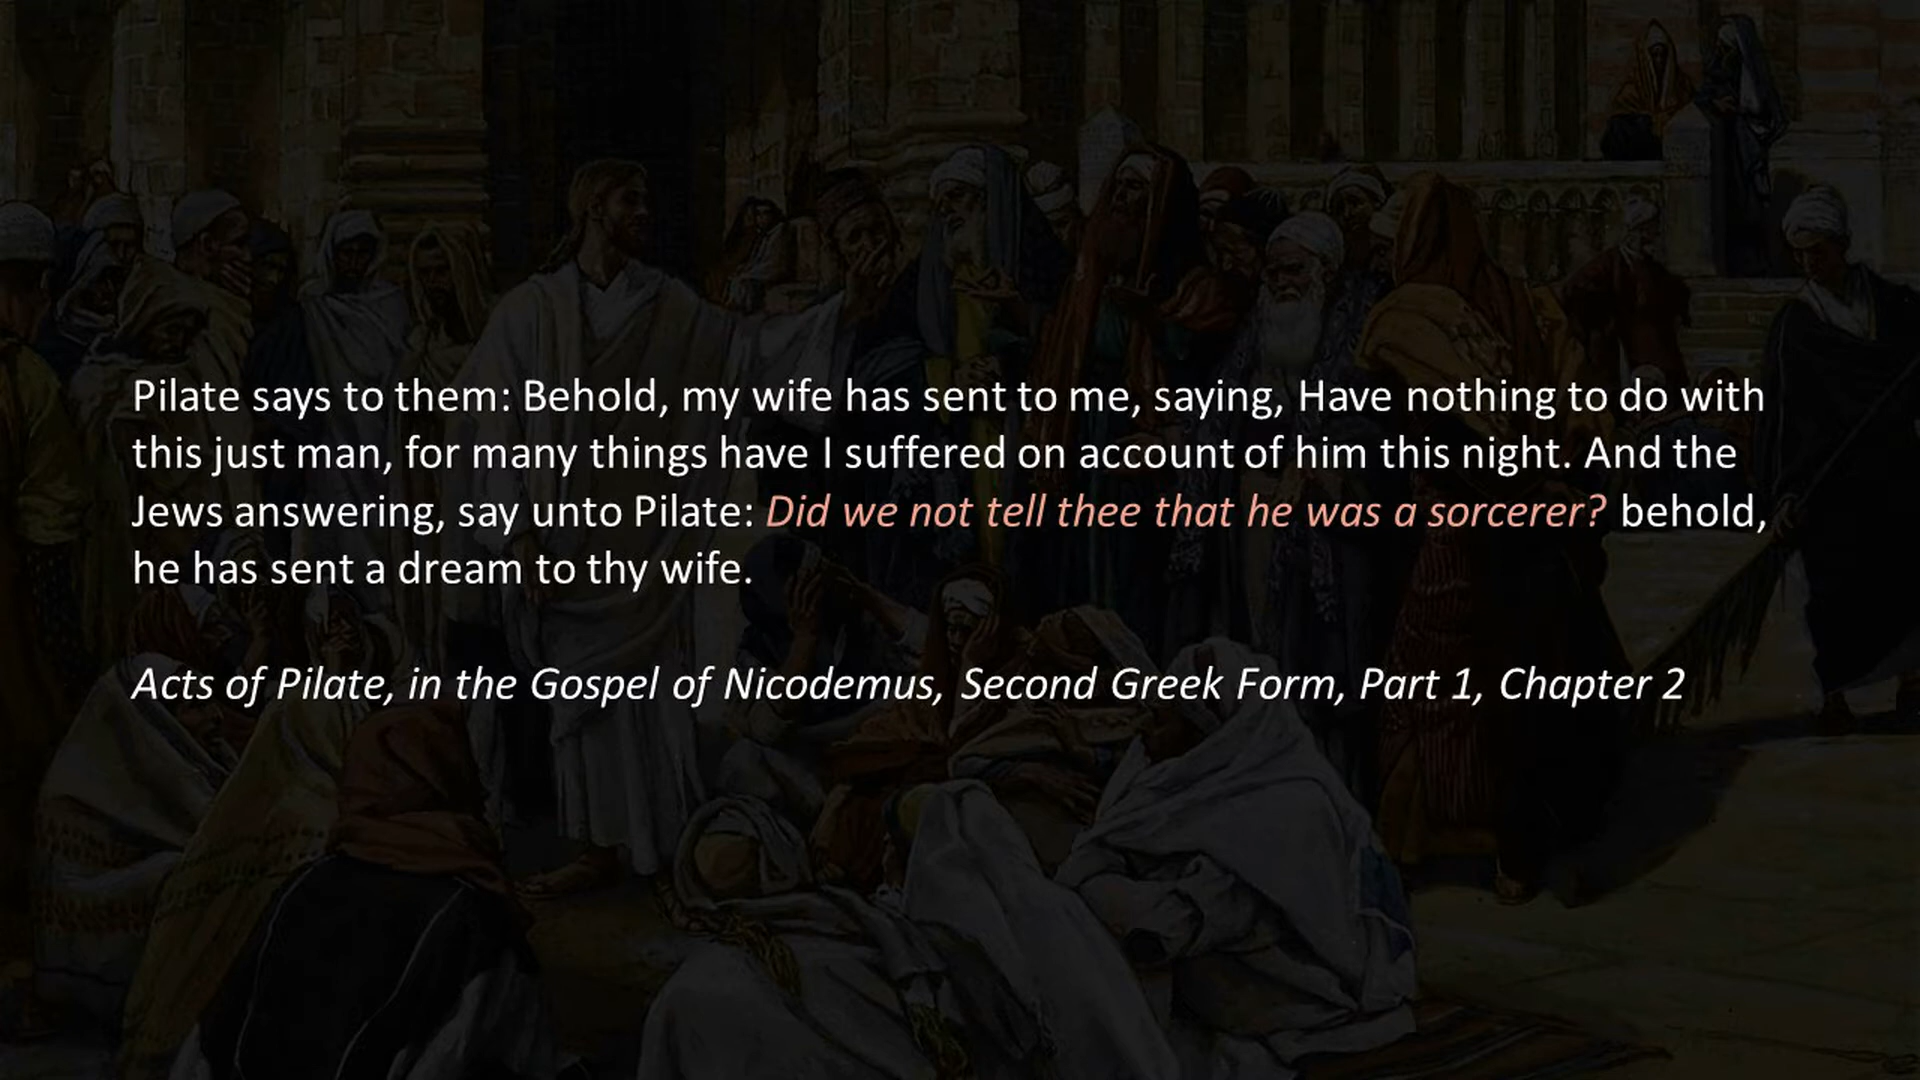 Pilate says to them: Behold, my wife has sent to me, saying, Have nothing to do with
this just man, for many things have I suffered on account of him this night. And the
Jews answering, say unto Pilate: Did we not tell thee that he was a sorcerer? behold,
he has sent a dream to thy wife.
Acts of Pilate, in the Gospel of Nicodemus, Second Greek Form, Part 1, Chapter 2